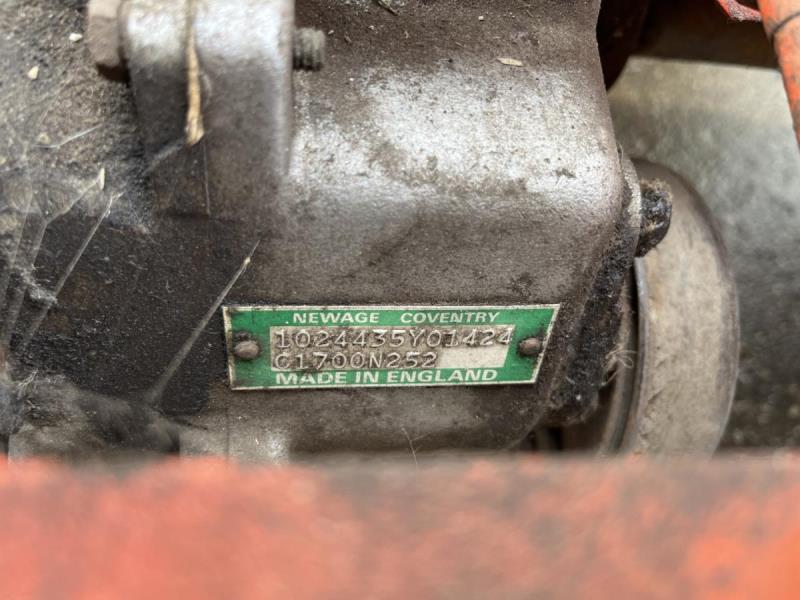 NEWAGE COVENTRY
1024435Y01424
C1700N252
MADE IN ENGLAND